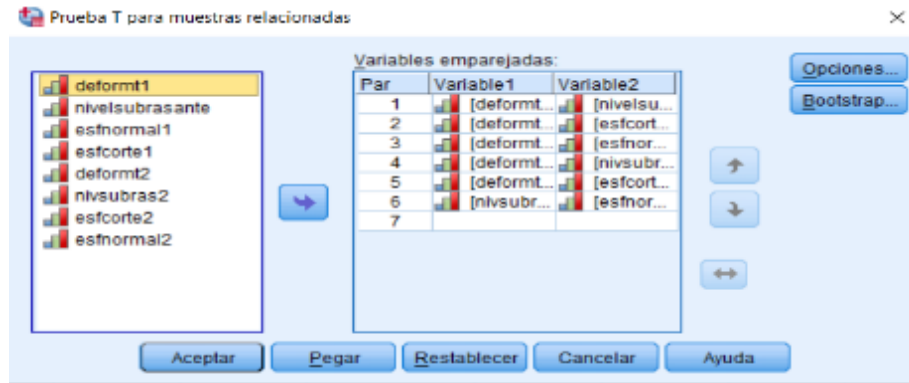 Prueba T para muestras relacionadas
Variables emparejadas:
deformt1
nivelsubrasante
esfnormal1
esfcorte1
deformt2
nivsubras2
esfcorte2
esfnormal2
Par Variable1 Variable2
1 [deformt... [nivelsu...
2 [deformt... [esfcort...
3 [deformt... [esfnor...
4 [deformt... [nivsubr...
5 [deformt... [esfcort...
6 [nivsubr... [esfnor...
7
Opciones...
Bootstrap...
Aceptar Pegar Restablecer Cancelar Ayuda